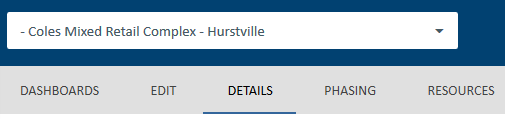 - Coles Mixed Retail Complex - Hurstville
DASHBOARDS EDIT DETAILS PHASING RESOURCES